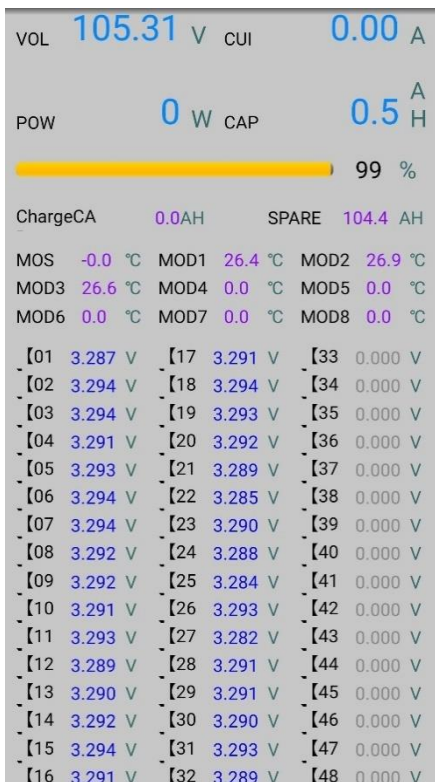 VOL 105.31 V CUI 0.00 A
POW 0 W CAP 0.5 AH
99 %
ChargeCA 0.0AH SPARE 104.4 AH
MOS -0.0 ℃ MOD1 26.4 ℃ MOD2 26.9 ℃
MOD3 26.6 ℃ MOD4 0.0 ℃ MOD5 0.0 ℃
MOD6 0.0 ℃ MOD7 0.0 ℃ MOD8 0.0 ℃
【01 3.287 V 【17 3.291 V 【33 0.000 V
【02 3.294 V 【18 3.294 V 【34 0.000 V
【03 3.294 V 【19 3.293 V 【35 0.000 V
【04 3.291 V 【20 3.292 V 【36 0.000 V
【05 3.293 V 【21 3.289 V 【37 0.000 V
【06 3.294 V 【22 3.285 V 【38 0.000 V
【07 3.294 V 【23 3.290 V 【39 0.000 V
【08 3.292 V 【24 3.288 V 【40 0.000 V
【09 3.292 V 【25 3.284 V 【41 0.000 V
【10 3.291 V 【26 3.293 V 【42 0.000 V
【11 3.293 V 【27 3.282 V 【43 0.000 V
【12 3.289 V 【28 3.291 V 【44 0.000 V
【13 3.290 V 【29 3.291 V 【45 0.000 V
【14 3.292 V 【30 3.290 V 【46 0.000 V
【15 3.294 V 【31 3.293 V 【47 0.000 V
【16 3.291 V 【32 3.289 V 【48 0.000 V